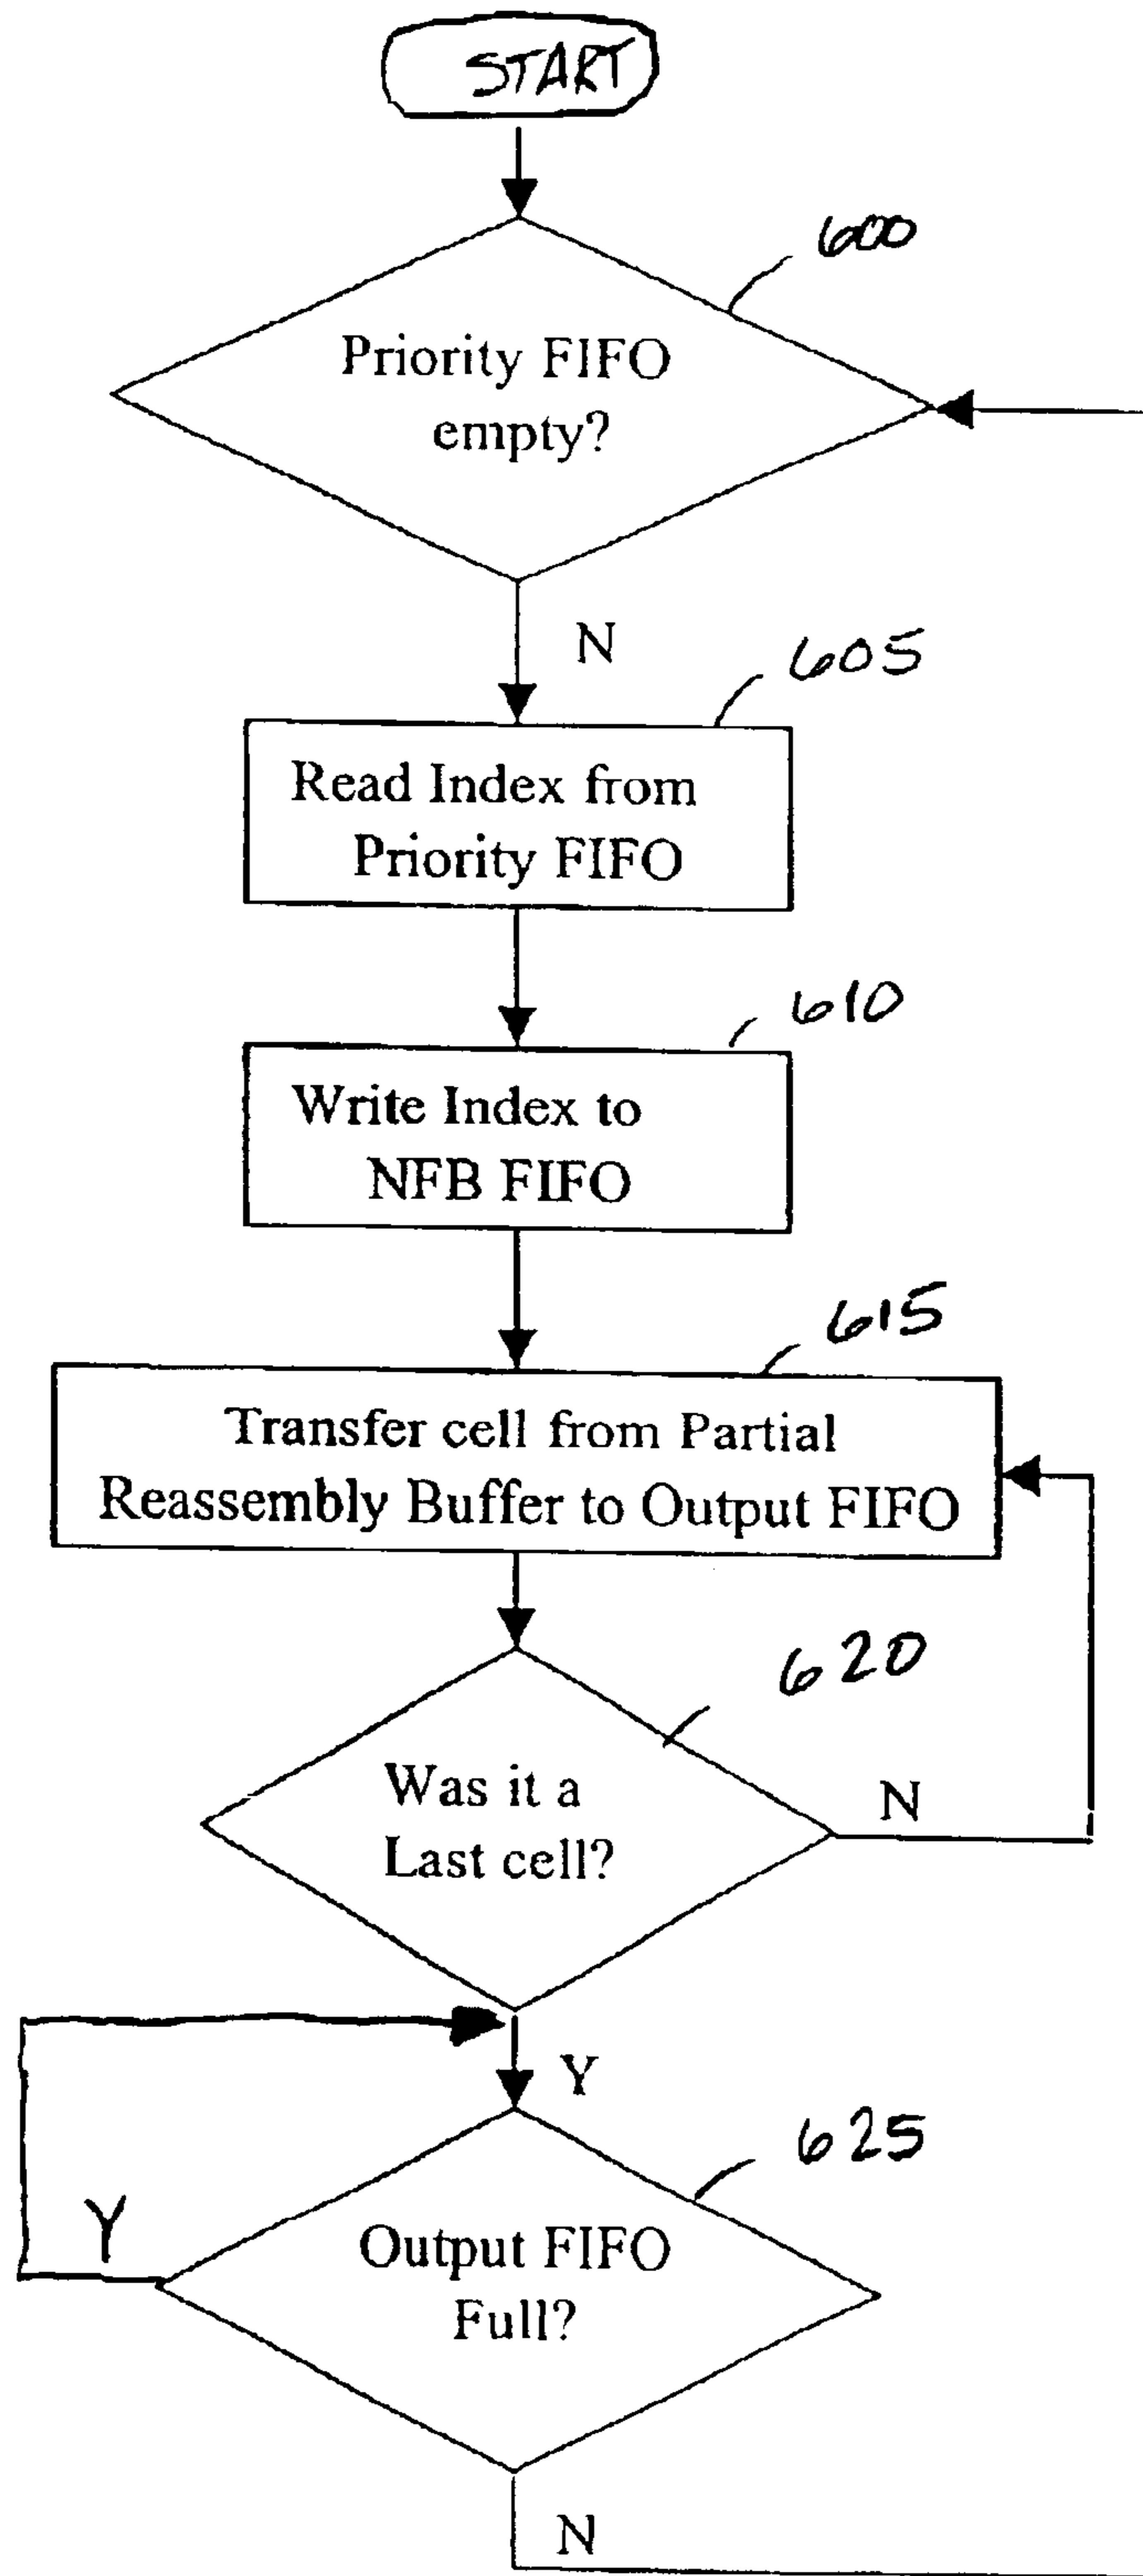 START
600
Priority FIFO
empty?
N
605
Read Index from
Priority FIFO
610
Write Index to
NFB FIFO
615
Transfer cell from Partial
Reassembly Buffer to Output FIFO
620
Was it a
Last cell?
N
Y
625
Output FIFO
Full?
Y
N